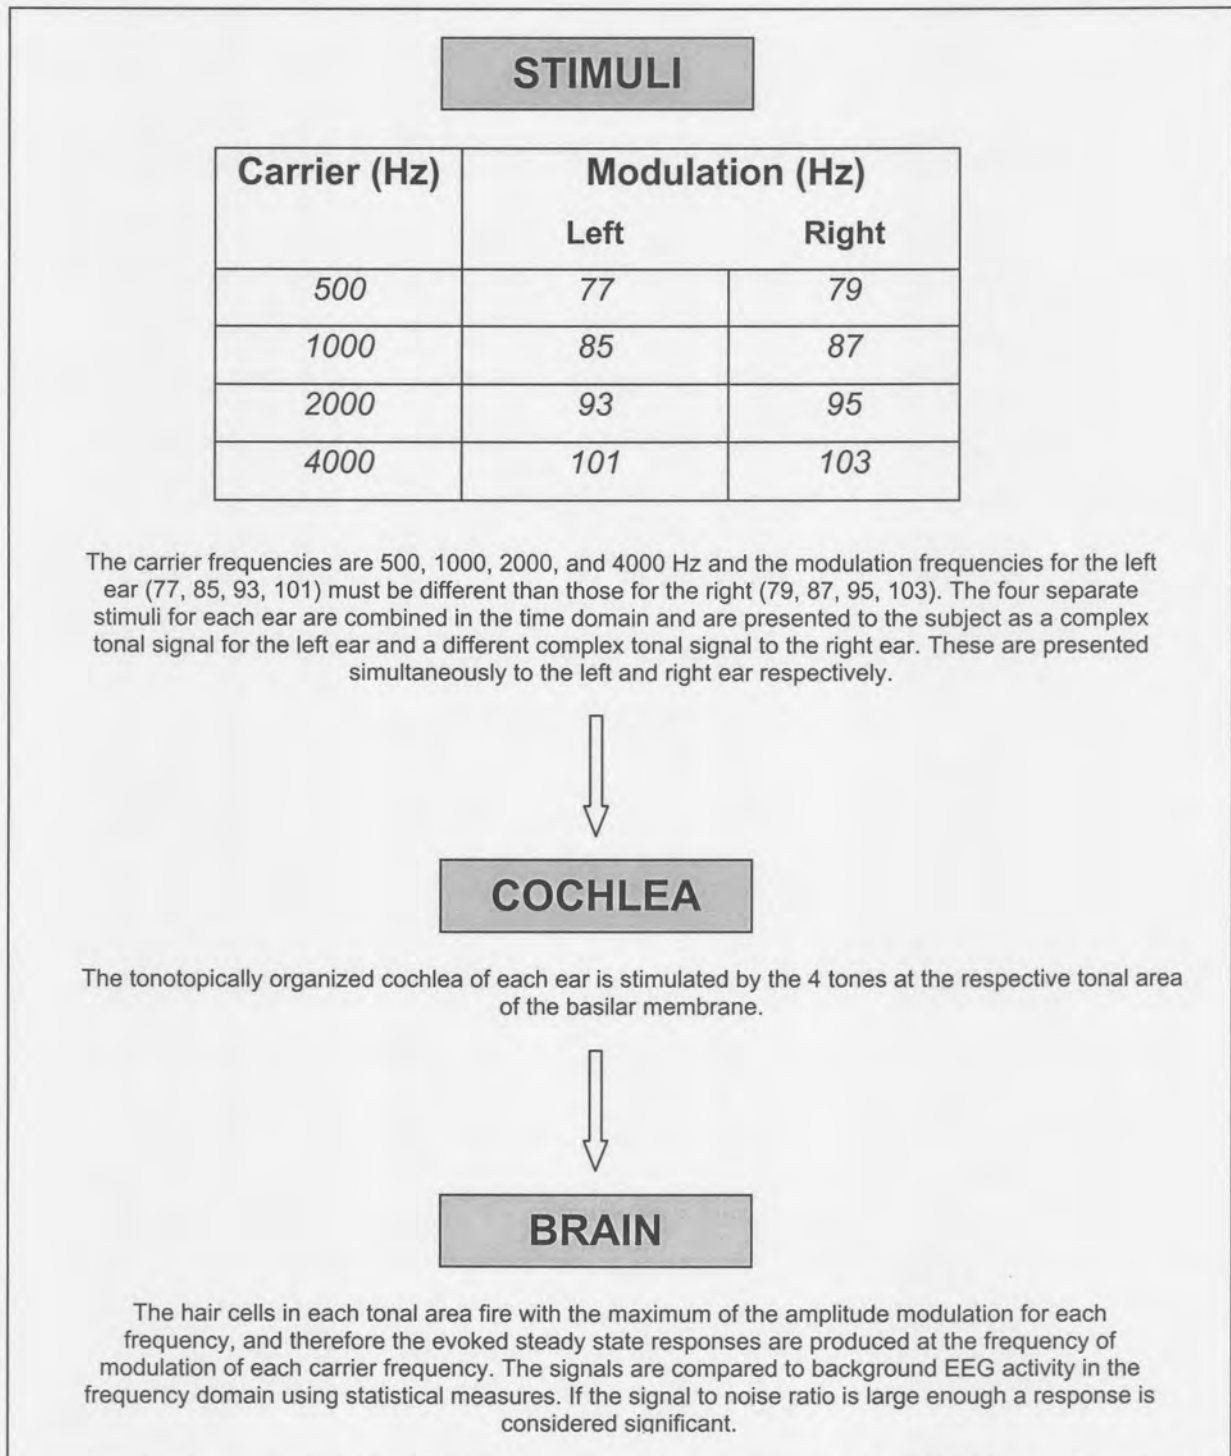 STIMULI
Carrier (Hz) Modulation (Hz)
Left Right
500 77 79
1000 85 87
2000 93 95
4000 101 103
The carrier frequencies are 500, 1000, 2000, and 4000 Hz and the modulation frequencies for the left
ear (77, 85, 93, 101) must be different than those for the right (79, 87, 95, 103). The four separate
stimuli for each ear are combined in the time domain and are presented to the subject as a complex
tonal signal for the left ear and a different complex tonal signal to the right ear. These are presented
simultaneously to the left and right ear respectively.
COCHLEA
The tonotopically organized cochlea of each ear is stimulated by the 4 tones at the respective tonal area
of the basilar membrane.
BRAIN
The hair cells in each tonal area fire with the maximum of the amplitude modulation for each
frequency, and therefore the evoked steady state responses are produced at the frequency of
modulation of each carrier frequency. The signals are compared to background EEG activity in the
frequency domain using statistical measures. If the signal to noise ratio is large enough a response is
considered significant.